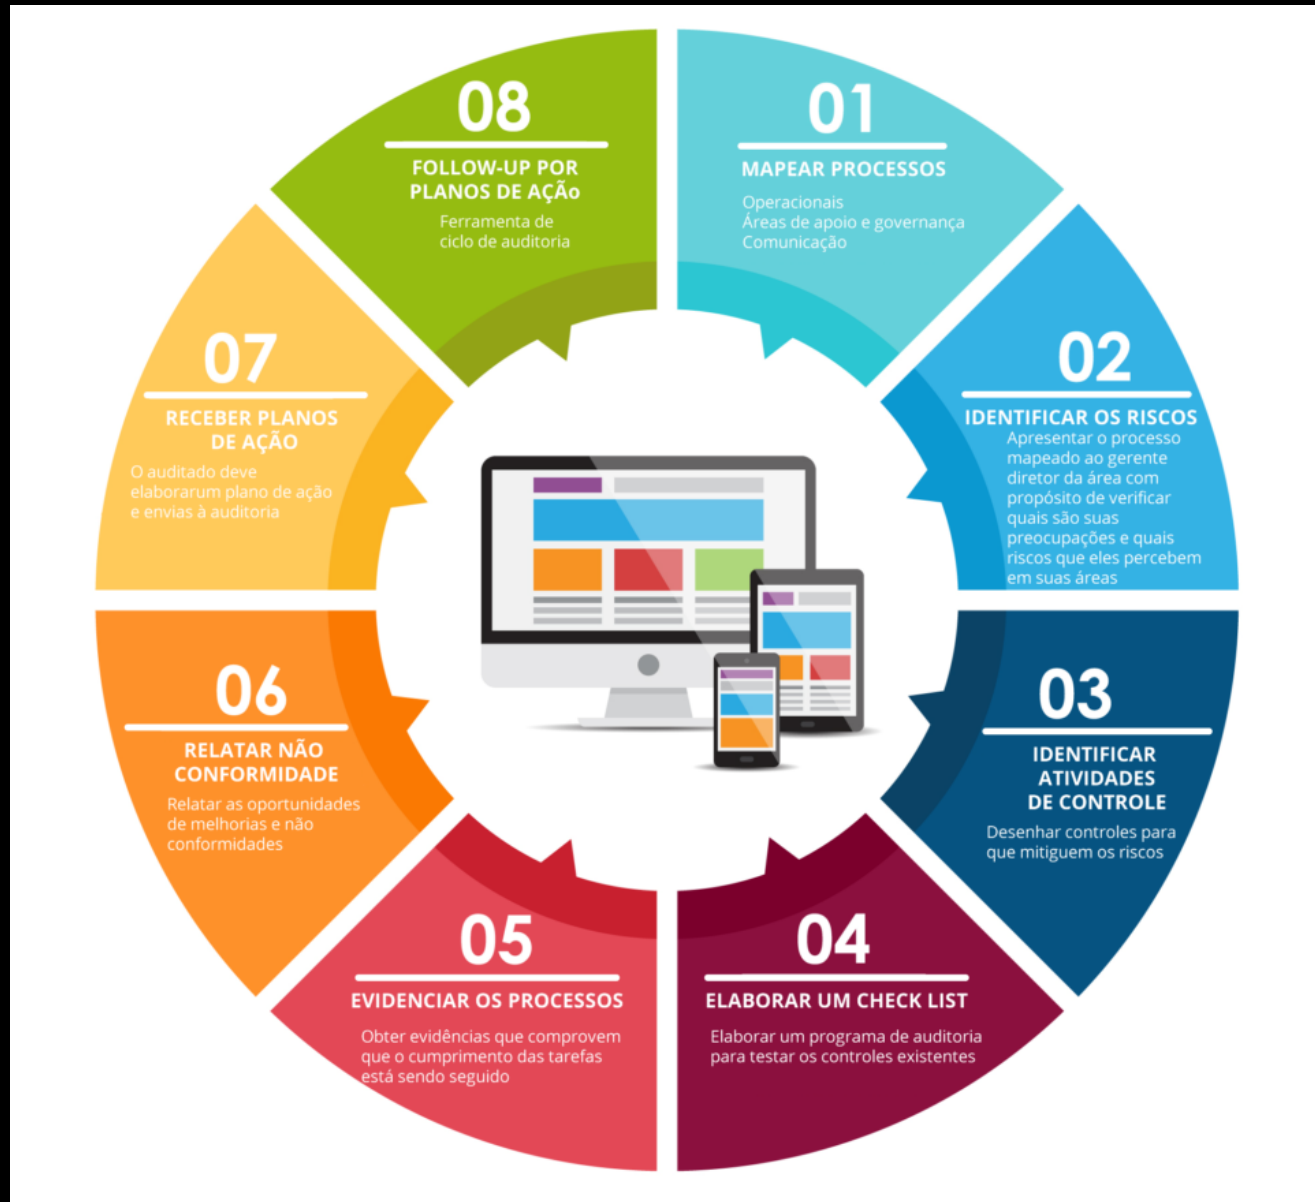 01
MAPEAR PROCESSOS
Operacionais
Áreas de apoio e governança
Comunicação
02
IDENTIFICAR OS RISCOS
Apresentar o processo
mapeado ao gerente
diretor da área com
propósito de verificar
quais são suas
preocupações e quais
riscos que eles percebem
em suas áreas
03
IDENTIFICAR
ATIVIDADES
DE CONTROLE
Desenhar controles para
que mitiguem os riscos
04
ELABORAR UM CHECK LIST
Elaborar um programa de auditoria
para testar os controles existentes
05
EVIDENCIAR OS PROCESSOS
Obter evidências que comprovem
que o cumprimento das tarefas
está sendo seguido
06
RELATAR NÃO
CONFORMIDADE
Relatar as oportunidades
de melhorias e não
conformidades
07
RECEBER PLANOS
DE AÇÃO
O auditado deve
elaborarum plano de ação
e envias à auditoria
08
FOLLOW-UP POR
PLANOS DE AÇÃo
Ferramenta de
ciclo de auditoria